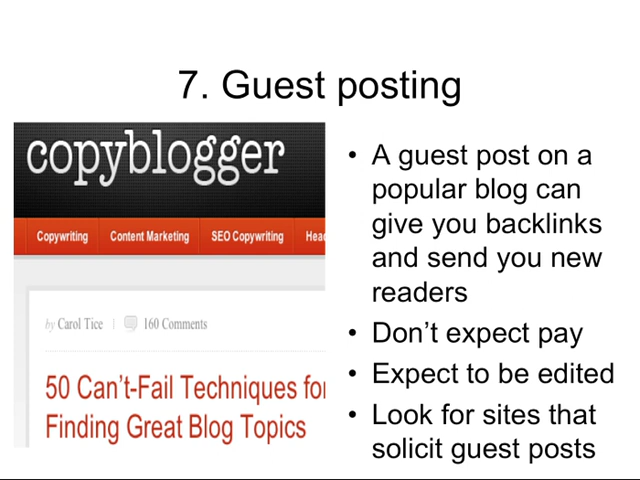 7. Guest posting
copyblogger
Copywriting Content Marketing SEO Copywriting Head
by Carol Tice | 160 Comments
50 Can't-Fail Techniques for
Finding Great Blog Topics
• A guest post on a
popular blog can
give you backlinks
and send you new
readers
• Don't expect pay
• Expect to be edited
• Look for sites that
solicit guest posts